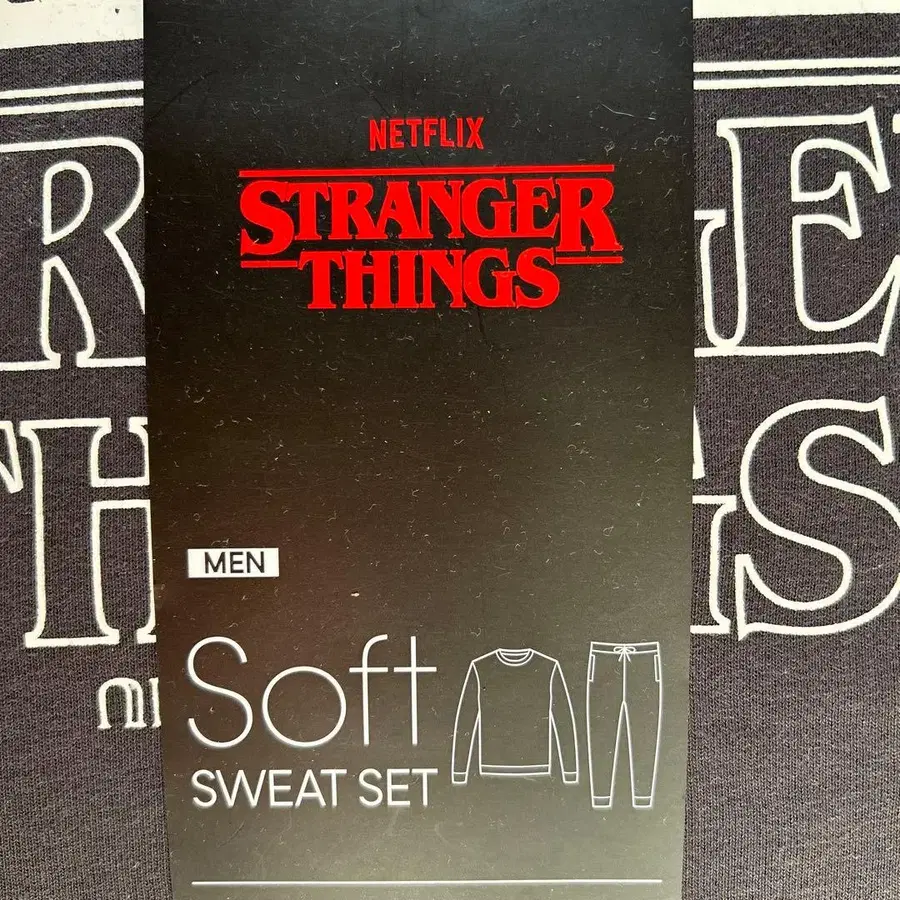 NETFLIX
STRANGER
THINGS
MEN
Soft
SWEAT SET